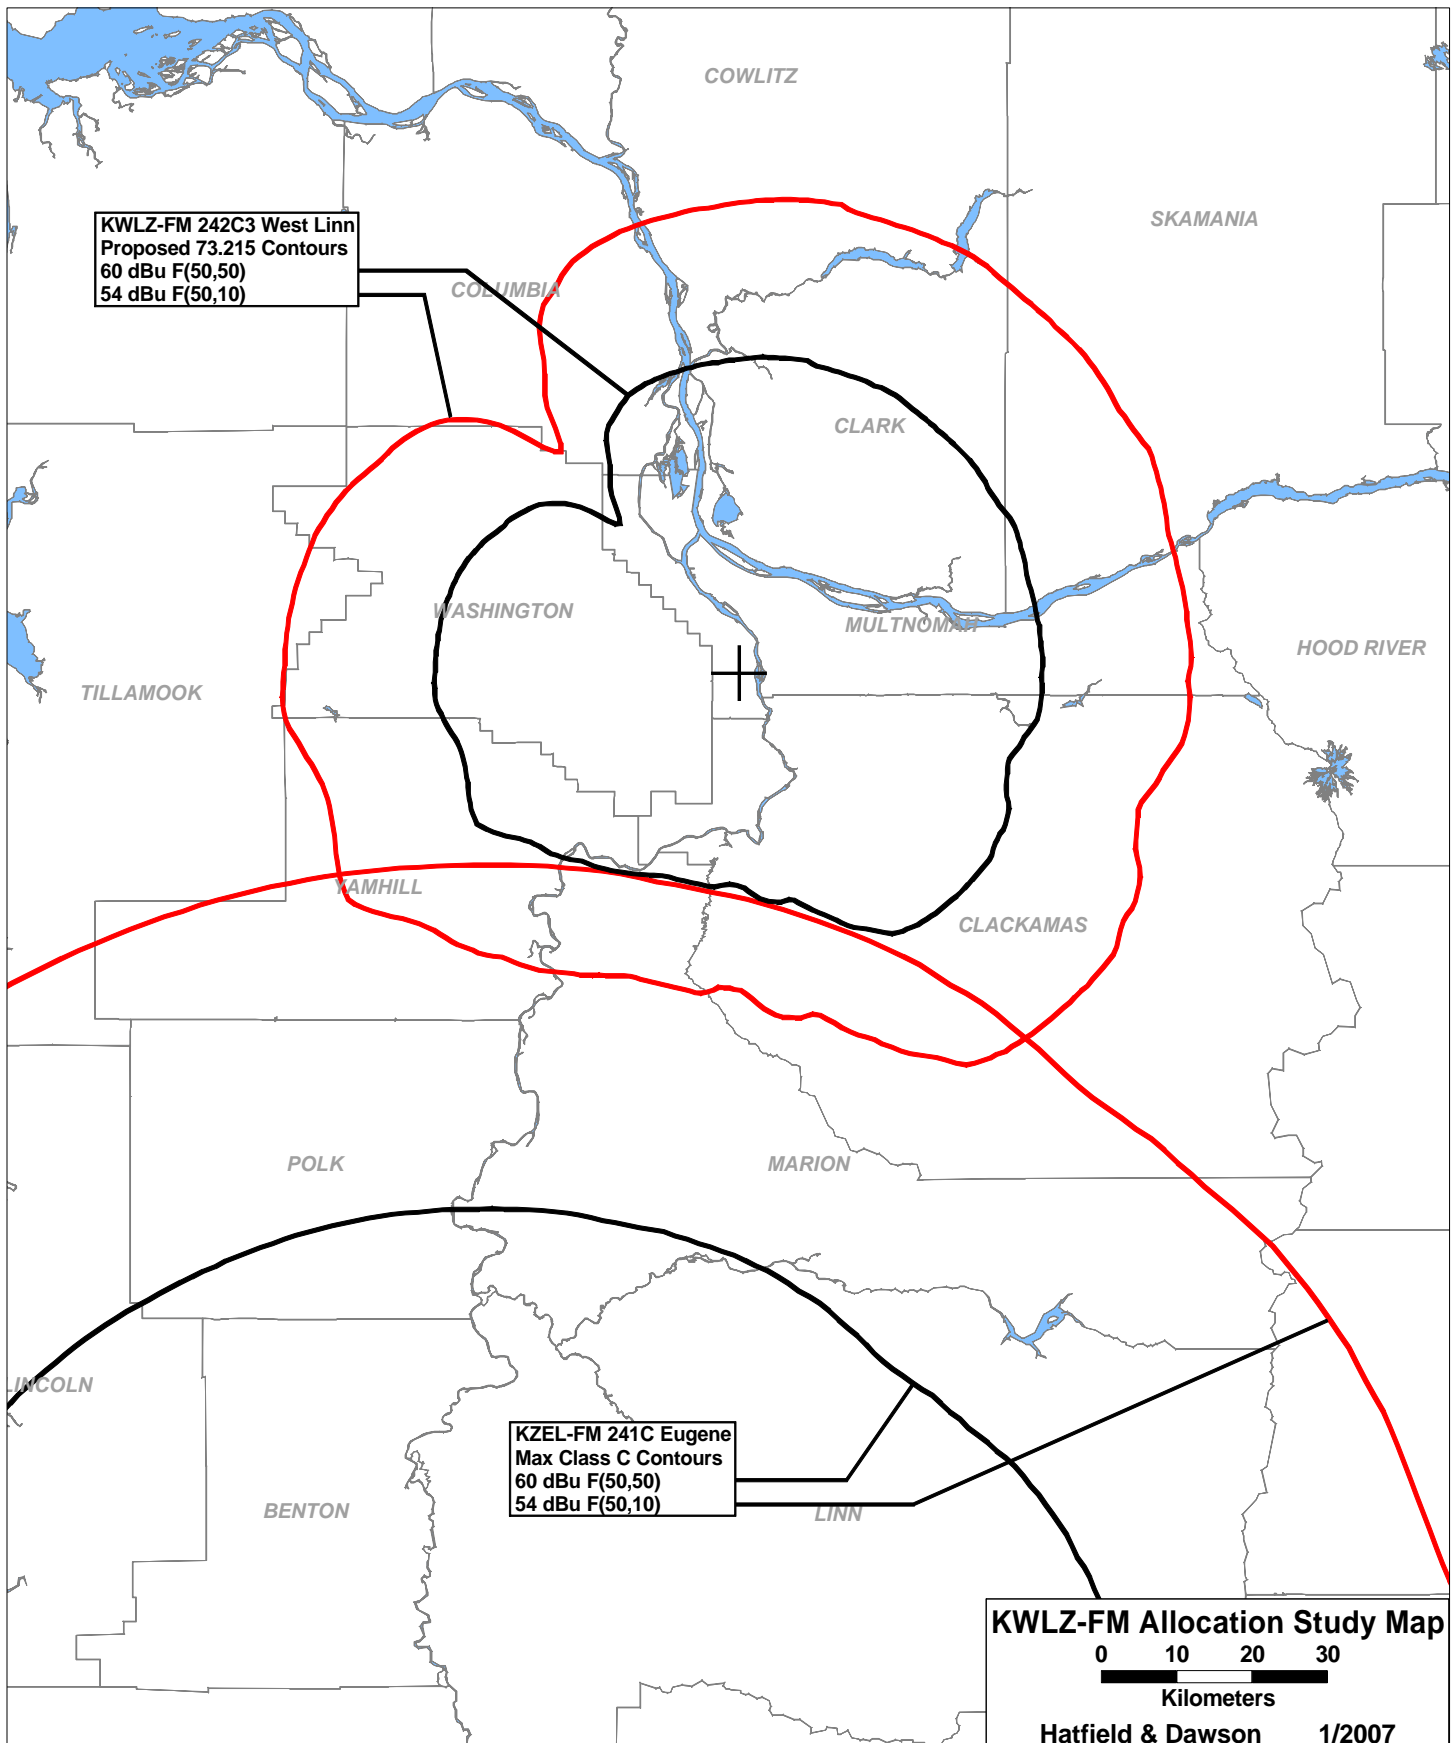 COWLITZ
SKAMANIA
KWLZ-FM 242C3 West Linn
Proposed 73.215 Contours
60 dBu F(50,50)
54 dBu F(50,10)
COLUMBIA
CLARK
WASHINGTON
MULTNOMAH
HOOD RIVER
TILLAMOOK
YAMHILL
CLACKAMAS
POLK
MARION
LINCOLN
KZEL-FM 241C Eugene
Max Class C Contours
60 dBu F(50,50)
54 dBu F(50,10)
BENTON
LINN
KWLZ-FM Allocation Study Map
0 10 20 30
Kilometers
Hatfield & Dawson 1/2007